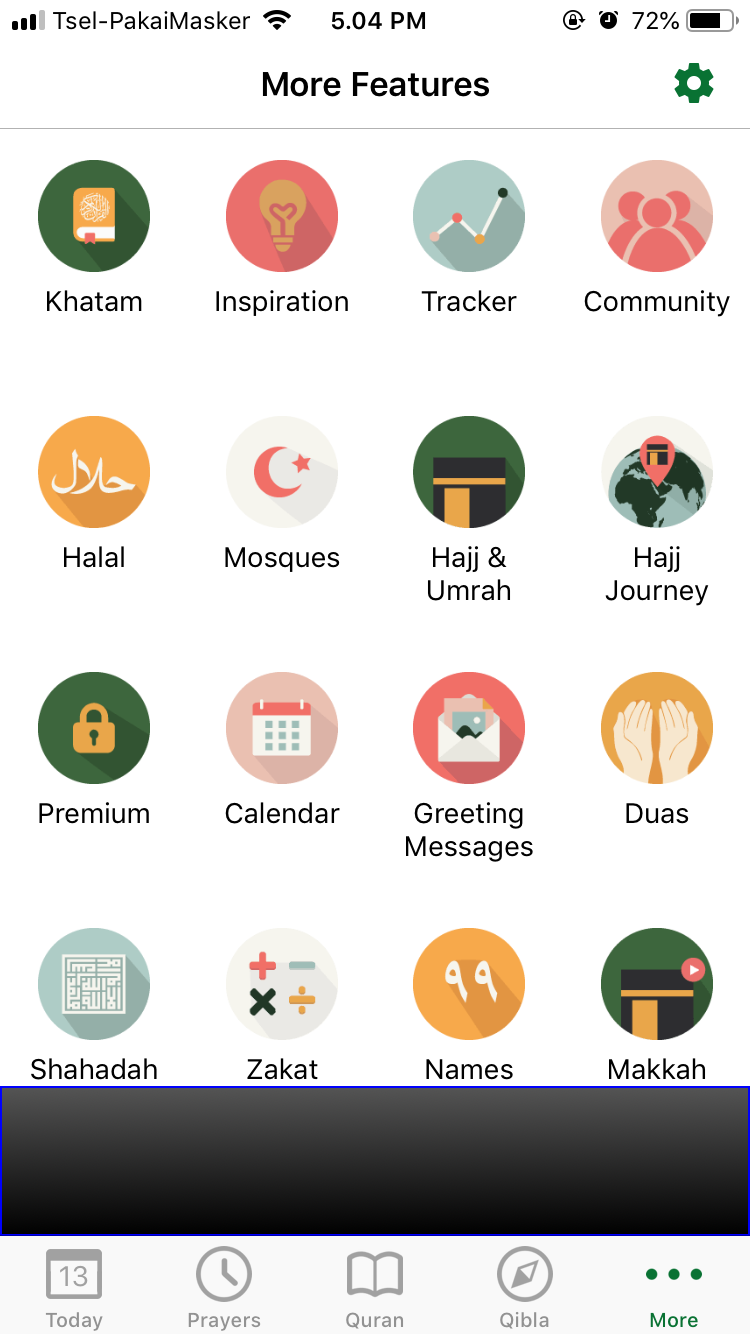 Tsel-PakaiMasker 5.04 PM 72%
More Features
Khatam Inspiration Tracker Community
حلال
Halal Mosques Hajj & Umrah Hajj Journey
Premium Calendar Greeting Messages Duas
٩٩
Shahadah Zakat Names Makkah
13
Today Prayers Quran Qibla More